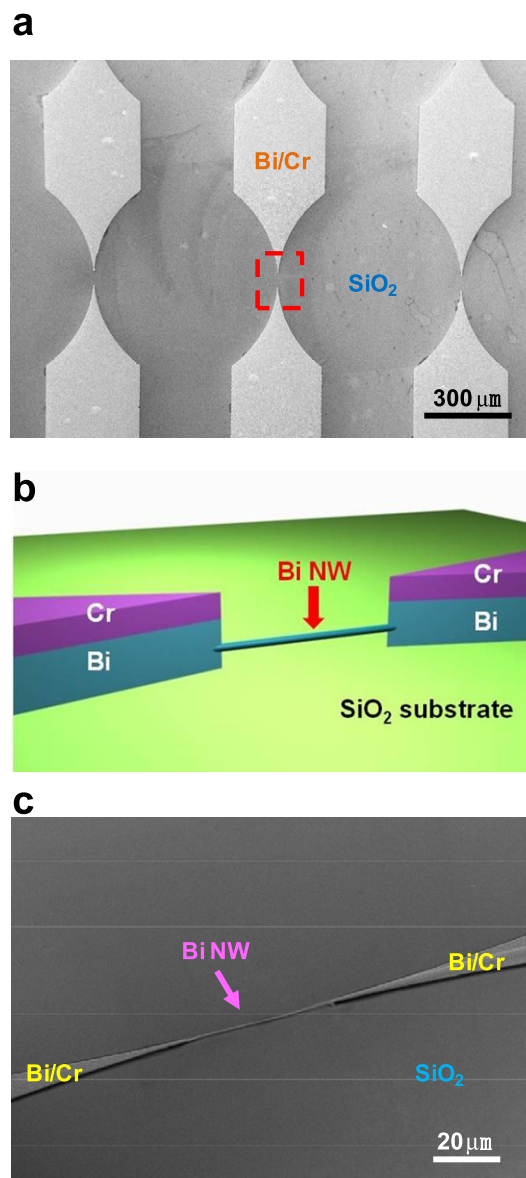 a
Bi/Cr
SiO₂
300 μm
b
Bi NW
Cr
Cr
Bi
Bi
SiO₂ substrate
c
Bi NW
Bi/Cr
Bi/Cr
SiO₂
20 μm